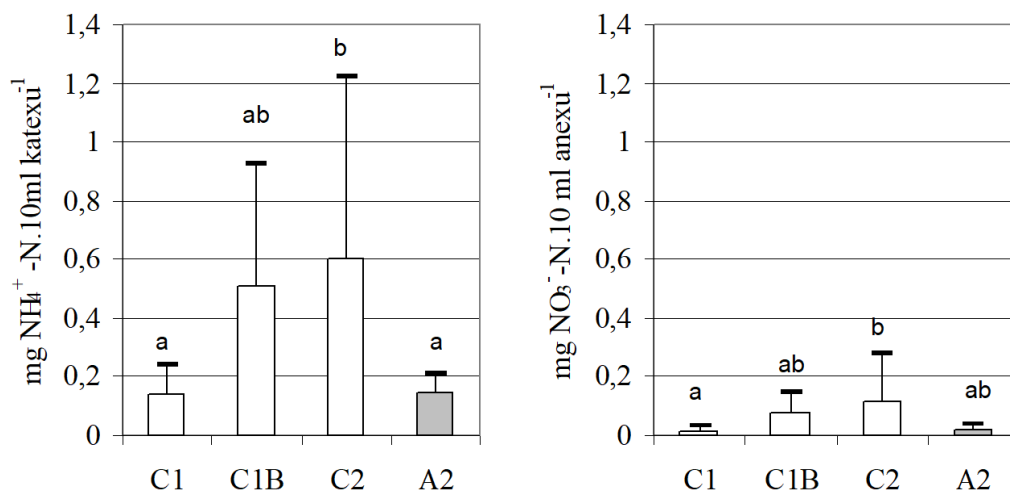 mg NH₄⁺ -N.10ml katexu⁻¹
1,4
1,2
1
0,8
0,6
0,4
0,2
0
a
ab
b
a
C1
C1B
C2
A2
mg NO₃⁻-N.10 ml anexu⁻¹
1,4
1,2
1
0,8
0,6
0,4
0,2
0
a
ab
b
ab
C1
C1B
C2
A2